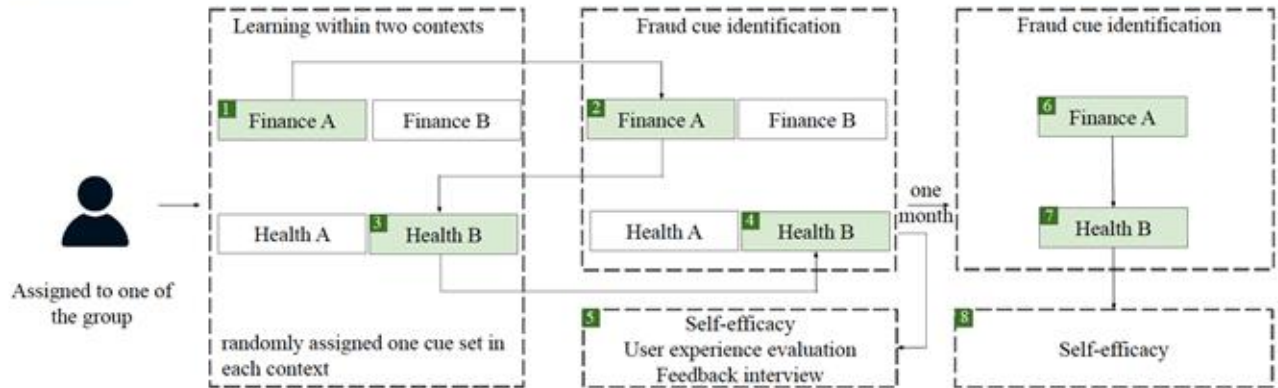 Learning within two contexts
1
Finance A
Finance B
3
Health A
Health B
randomly assigned one cue set in
each context
Assigned to one of
the group
Fraud cue identification
2
Finance A
Finance B
4
Health A
Health B
5
Self-efficacy
User experience evaluation
Feedback interview
one
month
Fraud cue identification
6
Finance A
7
Health B
8
Self-efficacy